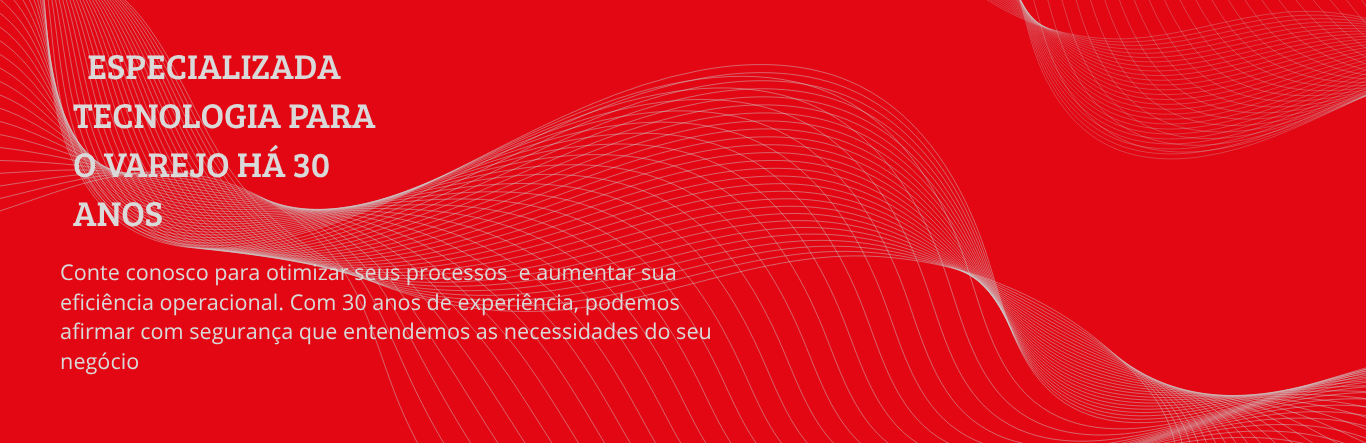 ESPECIALIZADA
TECNOLOGIA PARA
O VAREJO HÁ 30
ANOS
Conte conosco para otimizar seus processos e aumentar sua
eficiência operacional. Com 30 anos de experiência, podemos
afirmar com segurança que entendemos as necessidades do seu
negócio